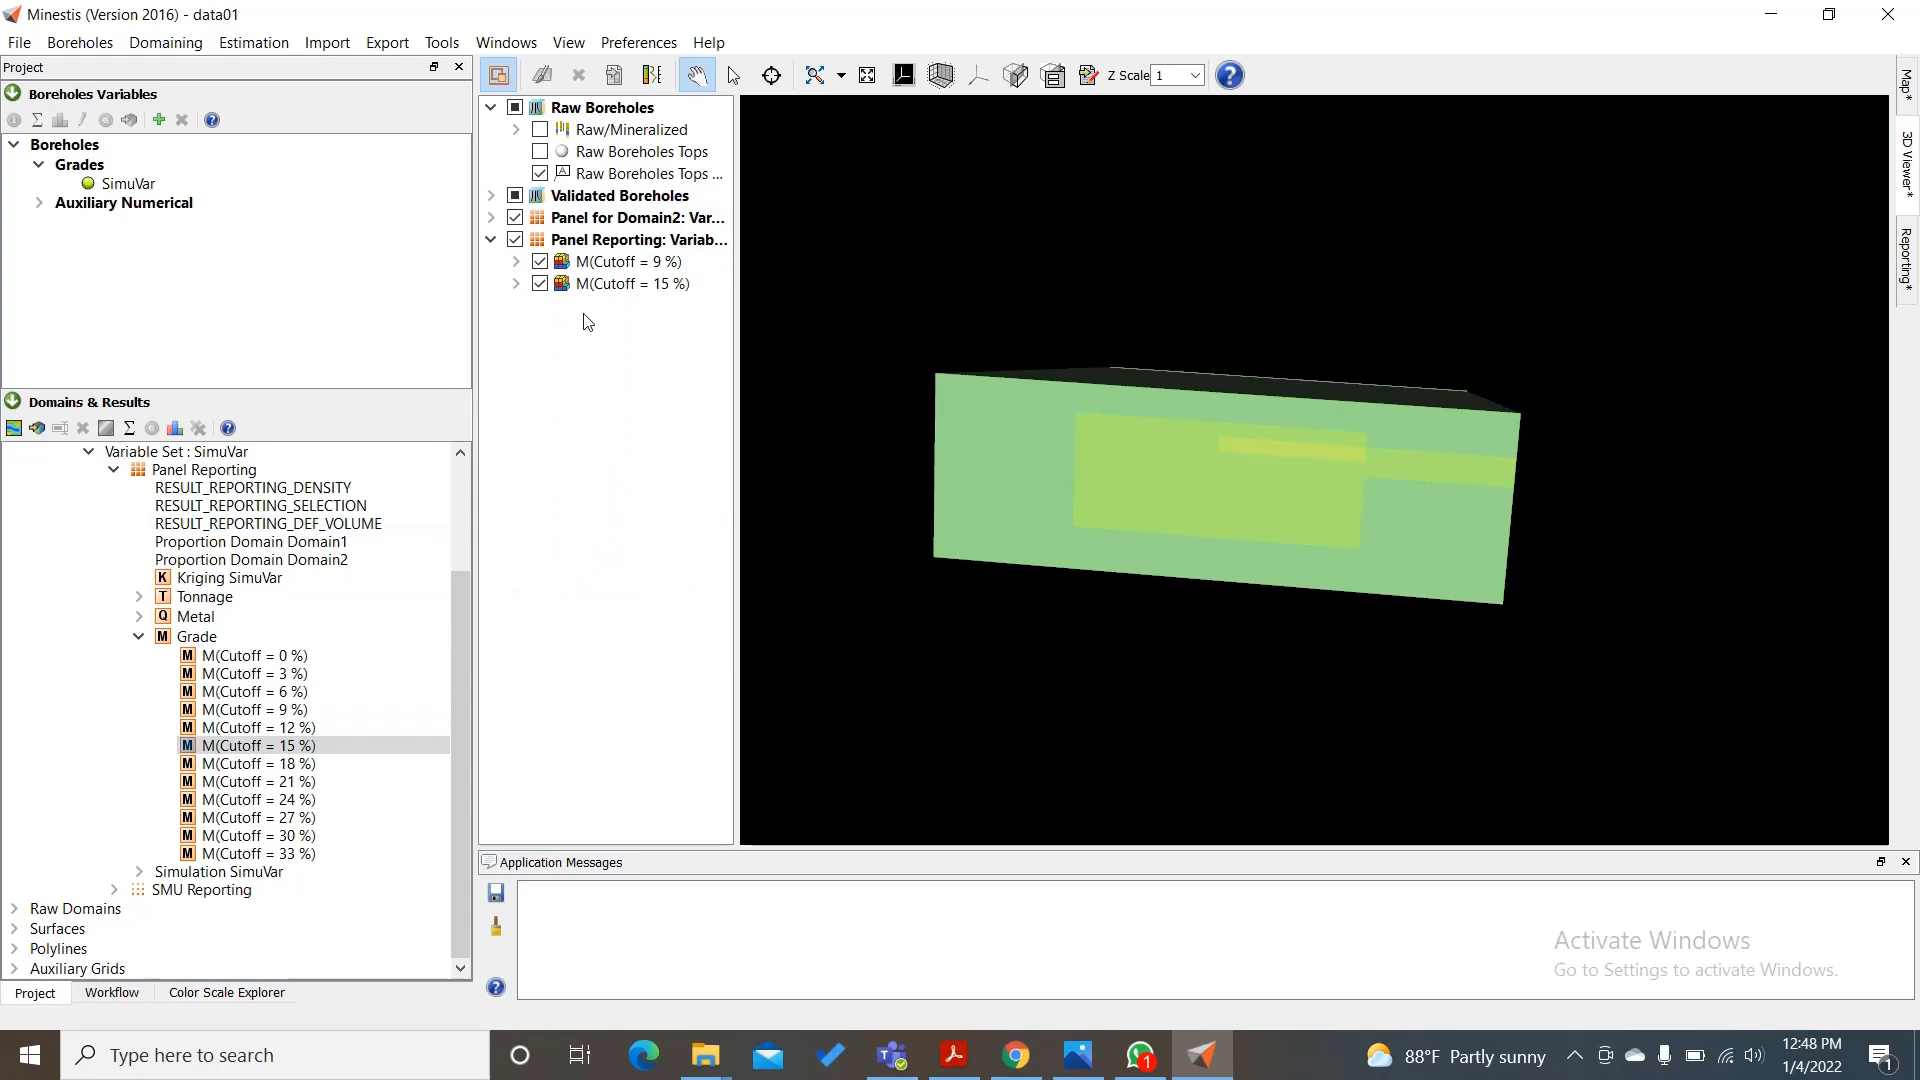 Minestis (Version 2016) - data01
File Boreholes Domaining Estimation Import Export Tools Windows View Preferences Help
Project
Boreholes Variables
Boreholes
Grades
SimuVar
Auxiliary Numerical
Domains & Results
Variable Set : SimuVar
Panel Reporting
RESULT_REPORTING_DENSITY
RESULT_REPORTING_SELECTION
RESULT_REPORTING_DEF_VOLUME
Proportion Domain Domain1
Proportion Domain Domain2
K Kriging SimuVar
T Tonnage
Q Metal
M Grade
M M(Cutoff = 0 %)
M M(Cutoff = 3 %)
M M(Cutoff = 6 %)
M M(Cutoff = 9 %)
M M(Cutoff = 12 %)
M M(Cutoff = 15 %)
M M(Cutoff = 18 %)
M M(Cutoff = 21 %)
M M(Cutoff = 24 %)
M M(Cutoff = 27 %)
M M(Cutoff = 30 %)
M M(Cutoff = 33 %)
Simulation SimuVar
SMU Reporting
Raw Domains
Surfaces
Polylines
Auxiliary Grids
Project Workflow Color Scale Explorer
Z Scale 1
Raw Boreholes
Raw/Mineralized
Raw Boreholes Tops
A Raw Boreholes Tops ...
Validated Boreholes
Panel for Domain2: Var...
Panel Reporting: Variab...
M(Cutoff = 9 %)
M(Cutoff = 15 %)
Map*
3D Viewer*
Reporting*
Application Messages
Activate Windows
Go to Settings to activate Windows.
Type here to search
1
88°F Partly sunny
12:48 PM
1/4/2022
1